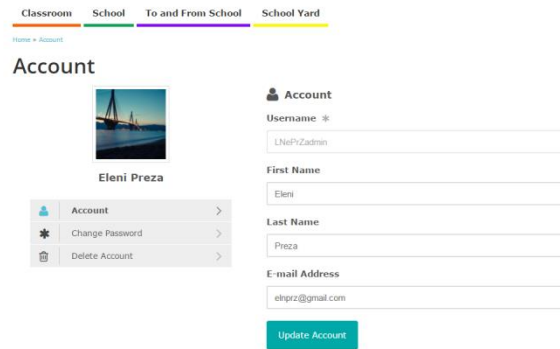 Classroom School To and From School School Yard
Home » Account
Account
Eleni Preza
Account
Change Password
Delete Account
Account
Username *
LNePrZadmin
First Name
Eleni
Last Name
Preza
E-mail Address
elnprz@gmail.com
Update Account